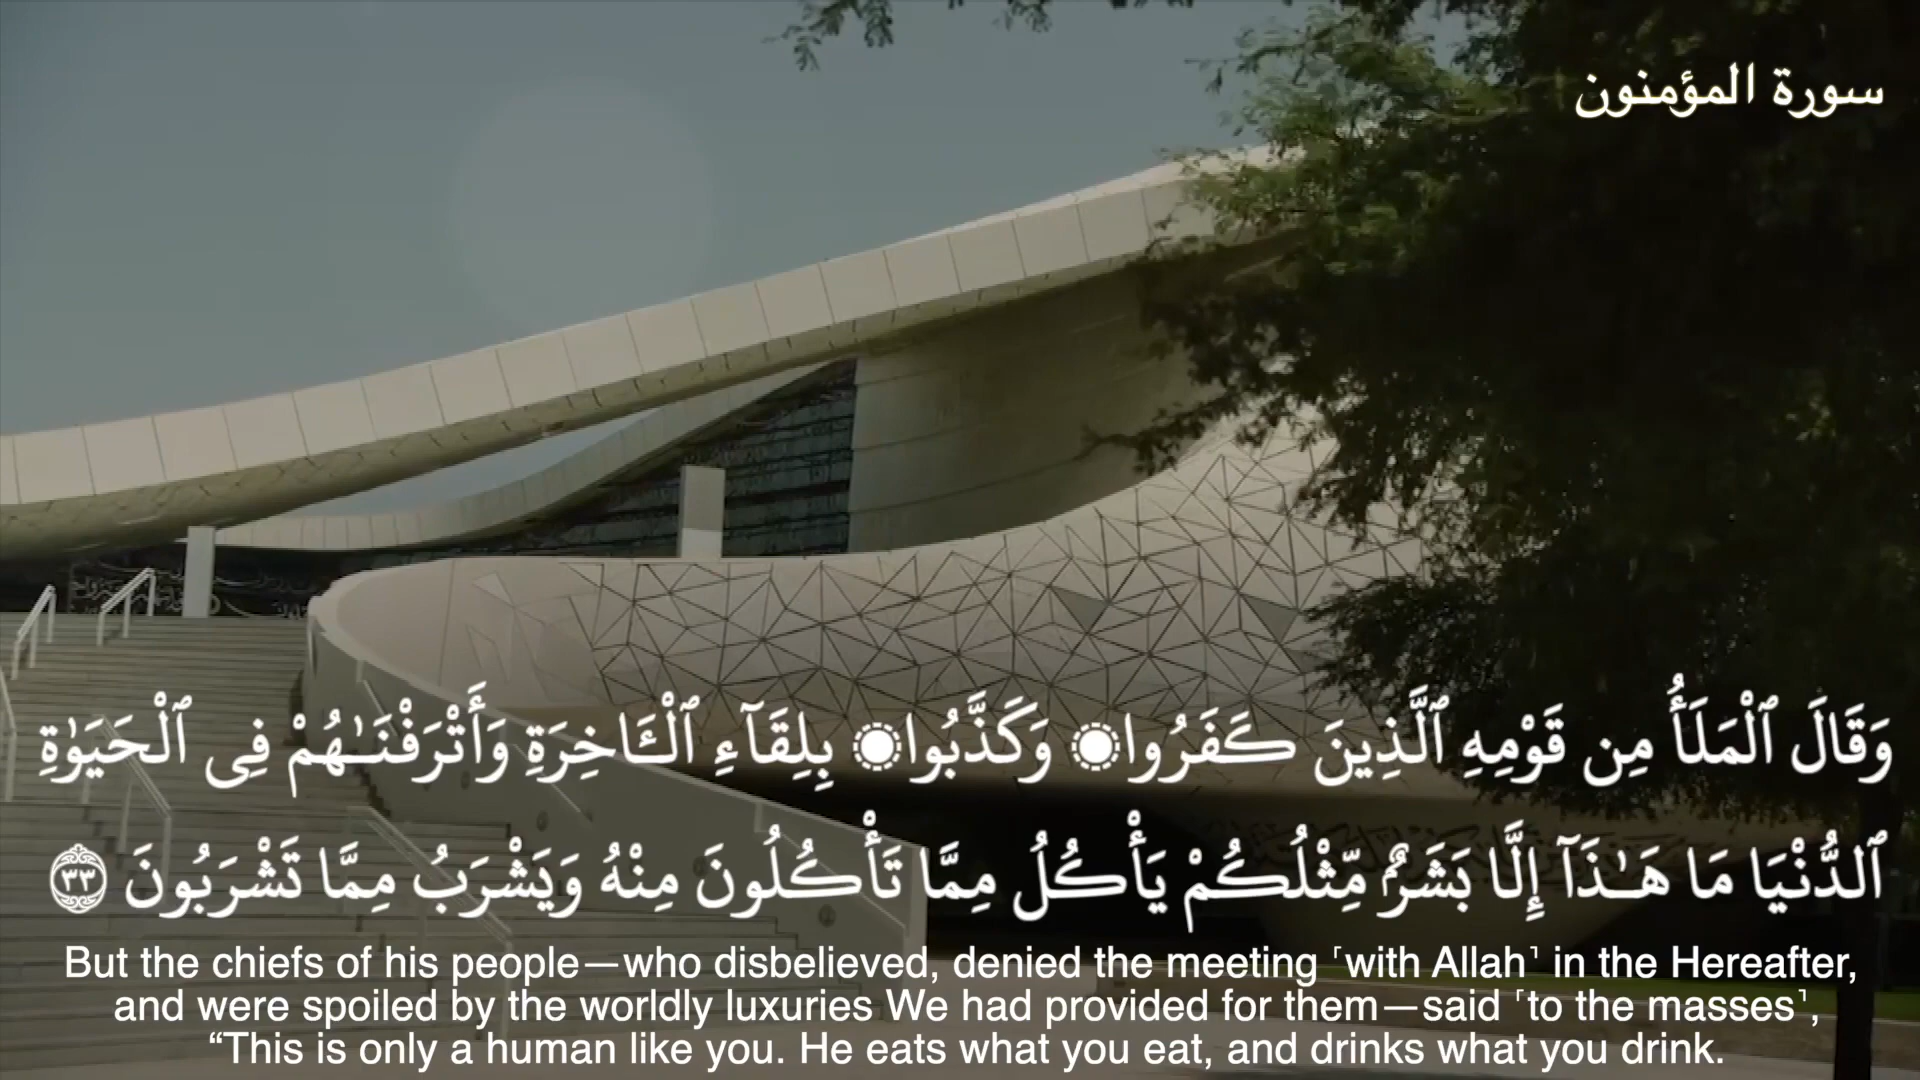 سورة المؤمنون
وَقَالَ ٱلْمَلَأُ مِن قَوْمِهِ ٱلَّذِينَ كَفَرُوا۟ وَكَذَّبُوا۟ بِلِقَآءِ ٱلْـَٔاخِرَةِ وَأَتْرَفْنَـٰهُمْ فِى ٱلْحَيَوٰةِ
ٱلدُّنْيَا مَا هَـٰذَآ إِلَّا بَشَرٌ مِّثْلُكُمْ يَأْكُلُ مِمَّا تَأْكُلُونَ مِنْهُ وَيَشْرَبُ مِمَّا تَشْرَبُونَ ٣٣
But the chiefs of his people—who disbelieved, denied the meeting ˹with Allah˺ in the Hereafter,
and were spoiled by the worldly luxuries We had provided for them—said ˹to the masses˺,
“This is only a human like you. He eats what you eat, and drinks what you drink.